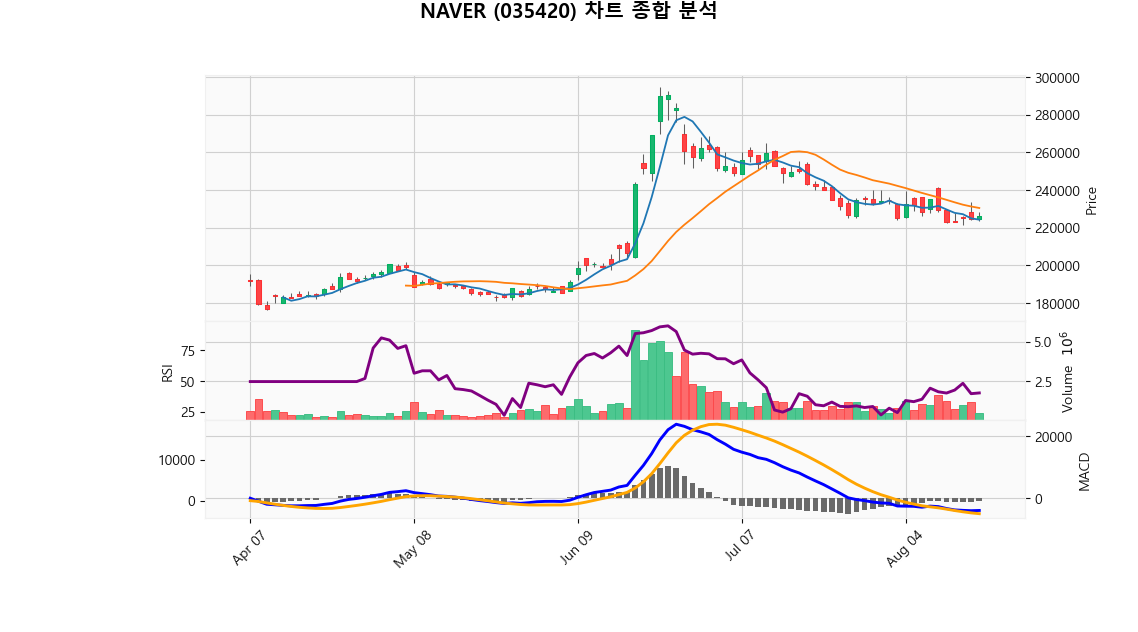 NAVER (035420) 차트 종합 분석
300000
280000
260000
240000
220000
200000
180000
Price
75
50
25
RSI
5.0
2.5
Volume 10^6
10000
0
20000
0
MACD
Apr 07
May 08
Jun 09
Jul 07
Aug 04